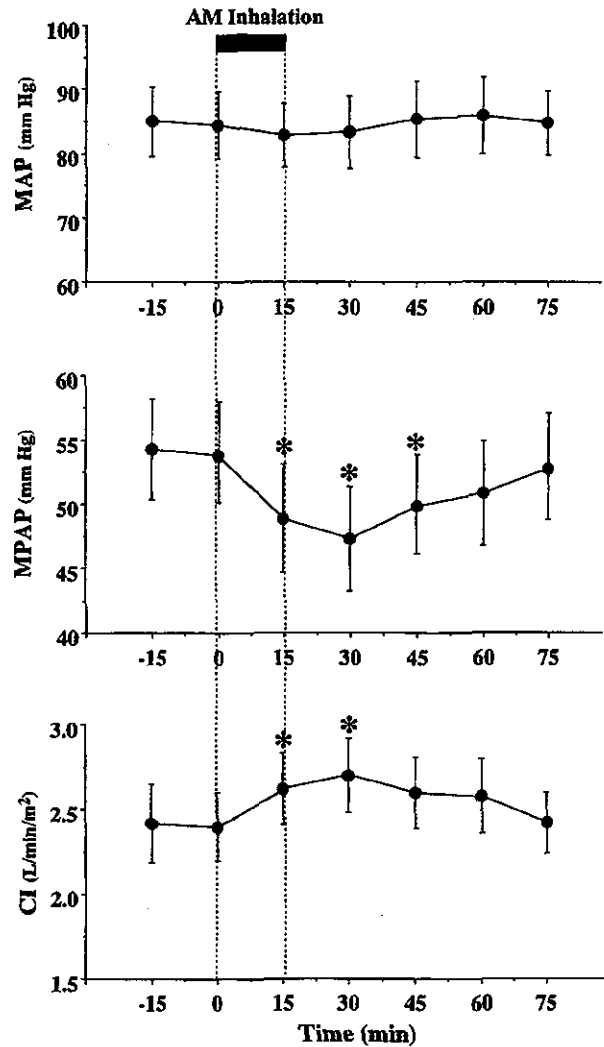 AM Inhalation
MAP (mm Hg)
100
90
80
70
60
-15 0 15 30 45 60 75
MPAP (mm Hg)
60
55
50
45
40
* * *
-15 0 15 30 45 60 75
CI (L/min/m²)
3.0
2.5
2.0
1.5
* *
-15 0 15 30 45 60 75
Time (min)